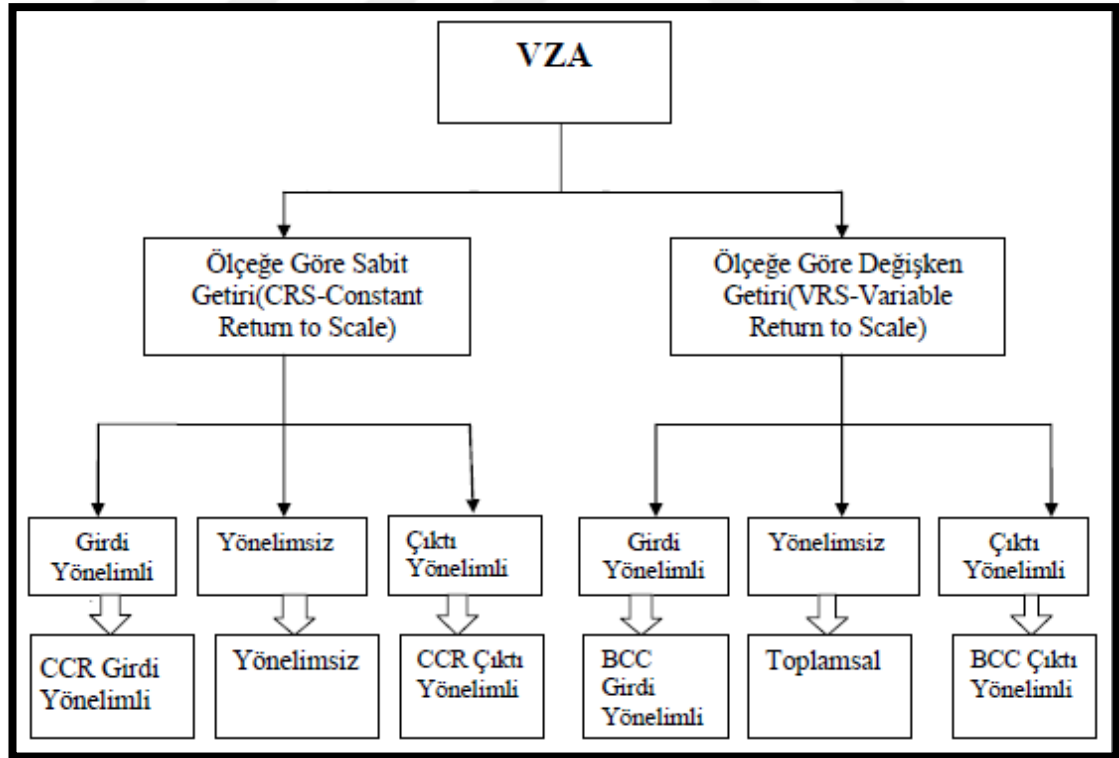 VZA
Ölçeğe Göre Sabit
Getiri(CRS-Constant
Return to Scale)
Ölçeğe Göre Değişken
Getiri(VRS-Variable
Return to Scale)
Girdi
Yönelimli
Yönelimsiz
Çıktı
Yönelimli
Girdi
Yönelimli
Yönelimsiz
Çıktı
Yönelimli
CCR Girdi
Yönelimli
Yönelimsiz
CCR Çıktı
Yönelimli
BCC
Girdi
Yönelimli
Toplamsal
BCC Çıktı
Yönelimli